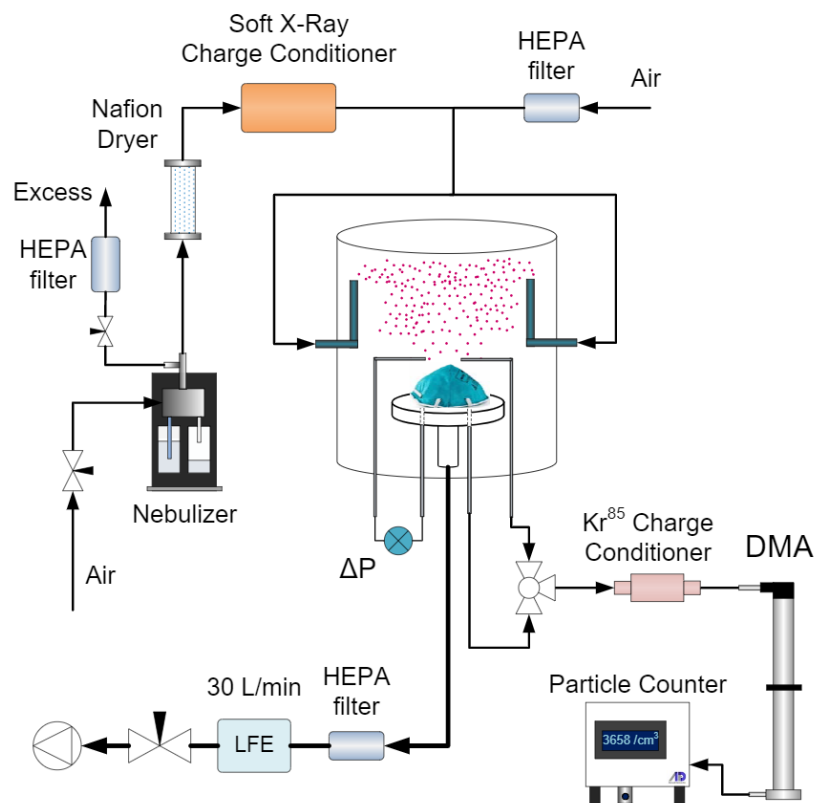 Soft X-Ray
Charge Conditioner
HEPA
filter
Air
Nafion
Dryer
Excess
HEPA
filter
Nebulizer
Air
ΔP
Kr⁸⁵ Charge
Conditioner
DMA
30 L/min
HEPA
filter
LFE
Particle Counter
3658 /cm³